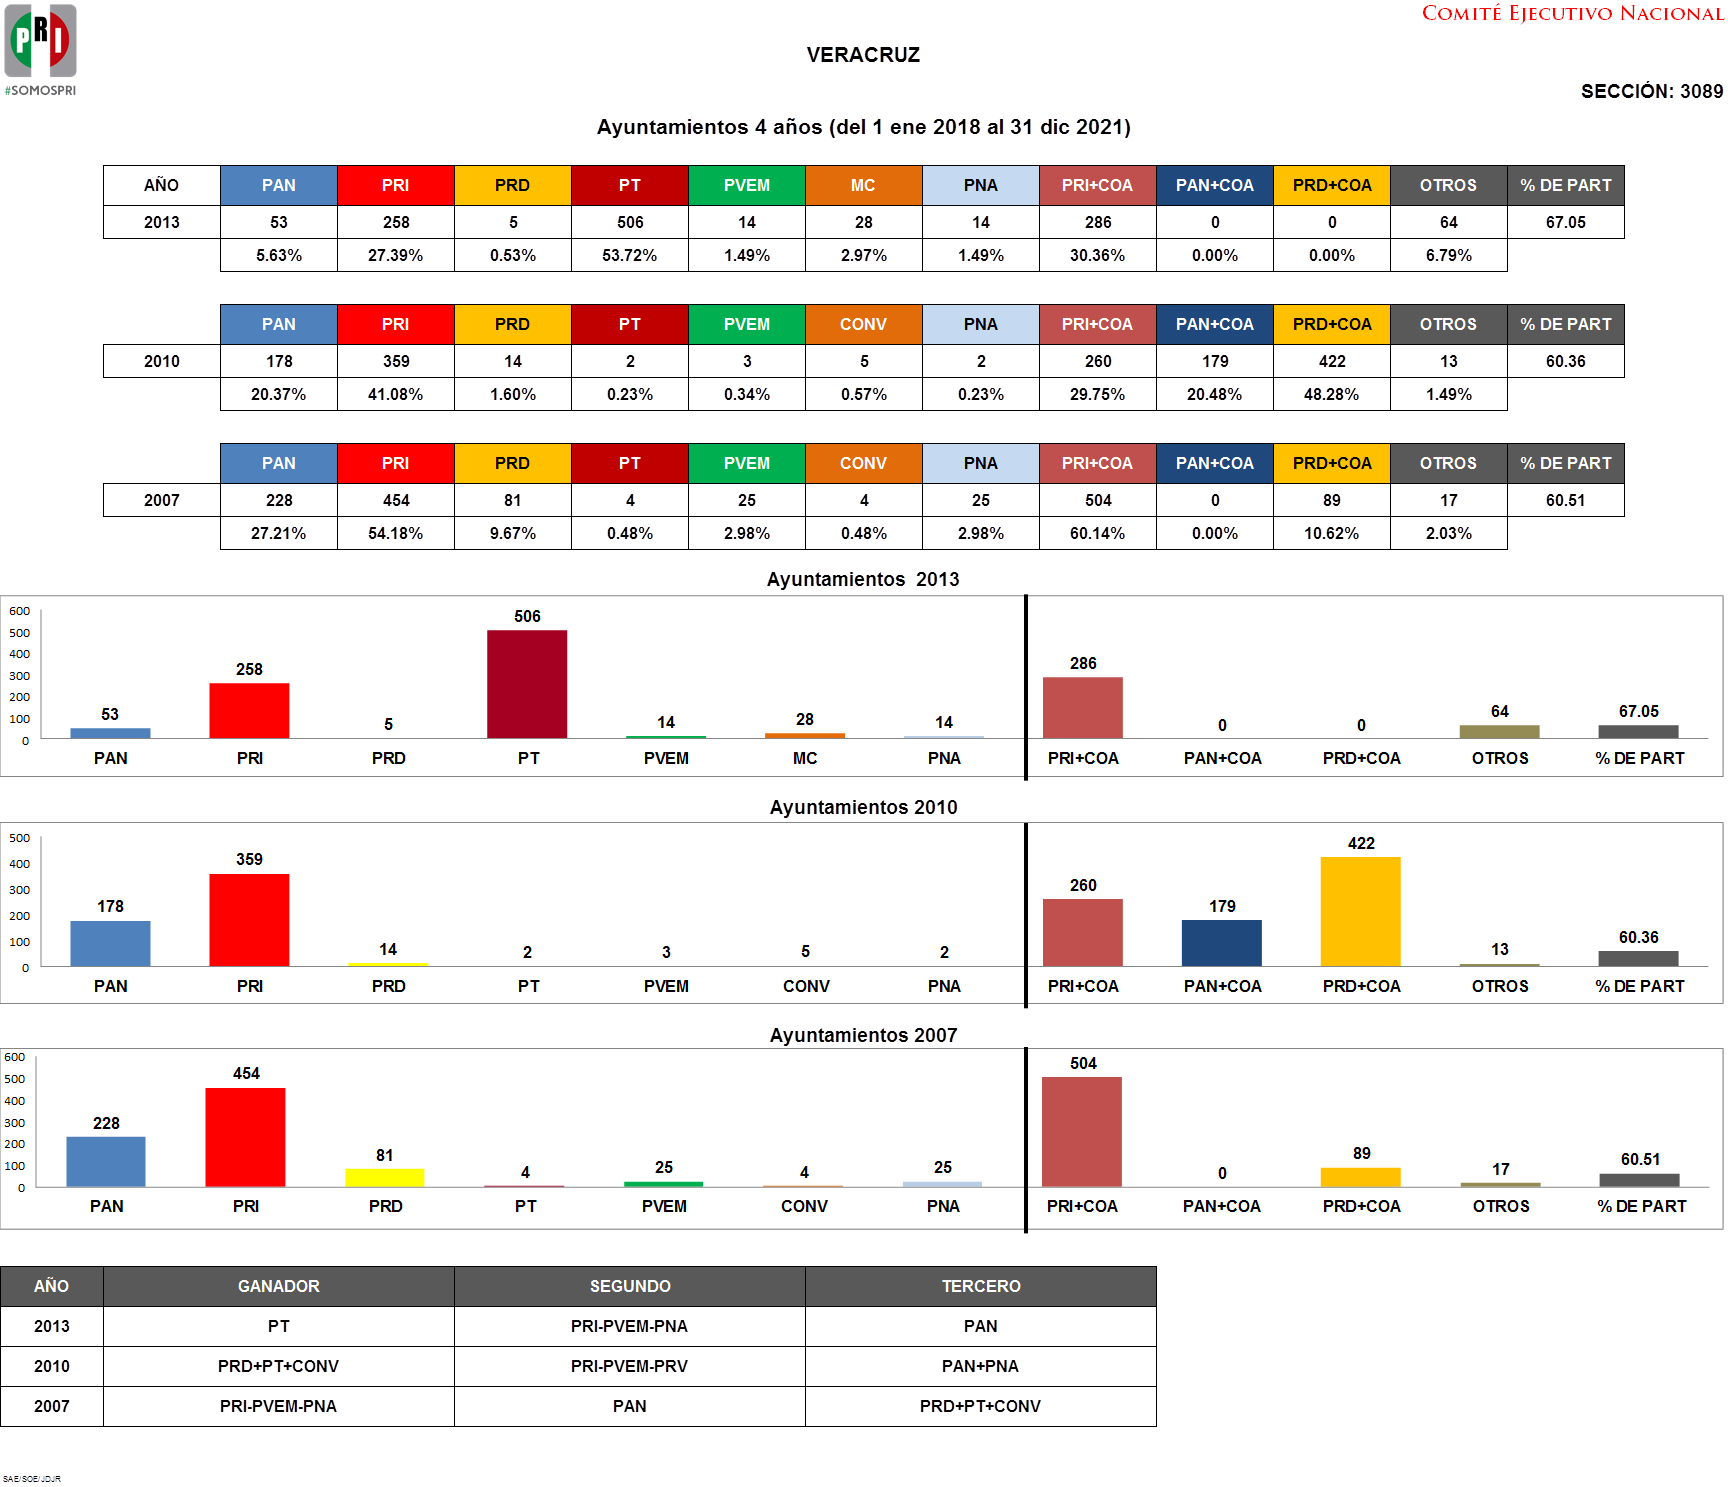 PRI
#SOMOSPRI
COMITÉ EJECUTIVO NACIONAL
VERACRUZ
SECCIÓN: 3089
Ayuntamientos 4 años (del 1 ene 2018 al 31 dic 2021)
AÑO PAN PRI PRD PT PVEM MC PNA PRI+COA PAN+COA PRD+COA OTROS % DE PART
2013 53 258 5 506 14 28 14 286 0 0 64 67.05
5.63% 27.39% 0.53% 53.72% 1.49% 2.97% 1.49% 30.36% 0.00% 0.00% 6.79%
PAN PRI PRD PT PVEM CONV PNA PRI+COA PAN+COA PRD+COA OTROS % DE PART
2010 178 359 14 2 3 5 2 260 179 422 13 60.36
20.37% 41.08% 1.60% 0.23% 0.34% 0.57% 0.23% 29.75% 20.48% 48.28% 1.49%
PAN PRI PRD PT PVEM CONV PNA PRI+COA PAN+COA PRD+COA OTROS % DE PART
2007 228 454 81 4 25 4 25 504 0 89 17 60.51
27.21% 54.18% 9.67% 0.48% 2.98% 0.48% 2.98% 60.14% 0.00% 10.62% 2.03%
Ayuntamientos 2013
600
500
400
300
200
100
0
53 258 5 506 14 28 14 286 0 0 64 67.05
PAN PRI PRD PT PVEM MC PNA PRI+COA PAN+COA PRD+COA OTROS % DE PART
Ayuntamientos 2010
500
400
300
200
100
0
178 359 14 2 3 5 2 260 179 422 13 60.36
PAN PRI PRD PT PVEM CONV PNA PRI+COA PAN+COA PRD+COA OTROS % DE PART
Ayuntamientos 2007
600
500
400
300
200
100
0
228 454 81 4 25 4 25 504 0 89 17 60.51
PAN PRI PRD PT PVEM CONV PNA PRI+COA PAN+COA PRD+COA OTROS % DE PART
AÑO GANADOR SEGUNDO TERCERO
2013 PT PRI-PVEM-PNA PAN
2010 PRD+PT+CONV PRI-PVEM-PRV PAN+PNA
2007 PRI-PVEM-PNA PAN PRD+PT+CONV
SAE/SOE/JDJR